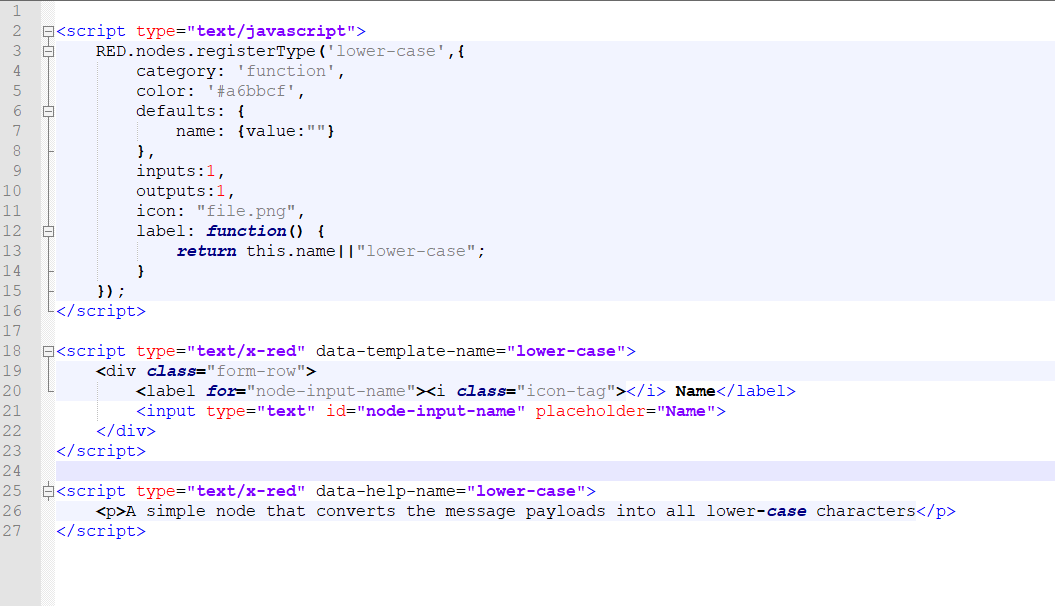 1
2 <script type="text/javascript">
3     RED.nodes.registerType('lower-case',{
4         category: 'function',
5         color: '#a6bbcf',
6         defaults: {
7             name: {value:""}
8         },
9         inputs:1,
10         outputs:1,
11         icon: "file.png",
12         label: function() {
13             return this.name||"lower-case";
14         }
15     });
16 </script>
17
18 <script type="text/x-red" data-template-name="lower-case">
19     <div class="form-row">
20         <label for="node-input-name"><i class="icon-tag"></i> Name</label>
21         <input type="text" id="node-input-name" placeholder="Name">
22     </div>
23 </script>
24
25 <script type="text/x-red" data-help-name="lower-case">
26     <p>A simple node that converts the message payloads into all lower-case characters</p>
27 </script>